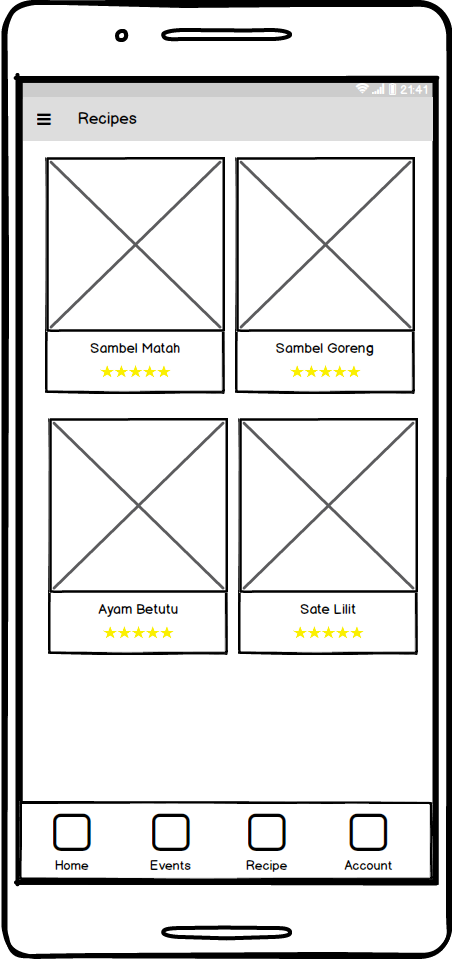 21:41
Recipes
Sambel Matah
Sambel Goreng
Ayam Betutu
Sate Lilit
Home
Events
Recipe
Account